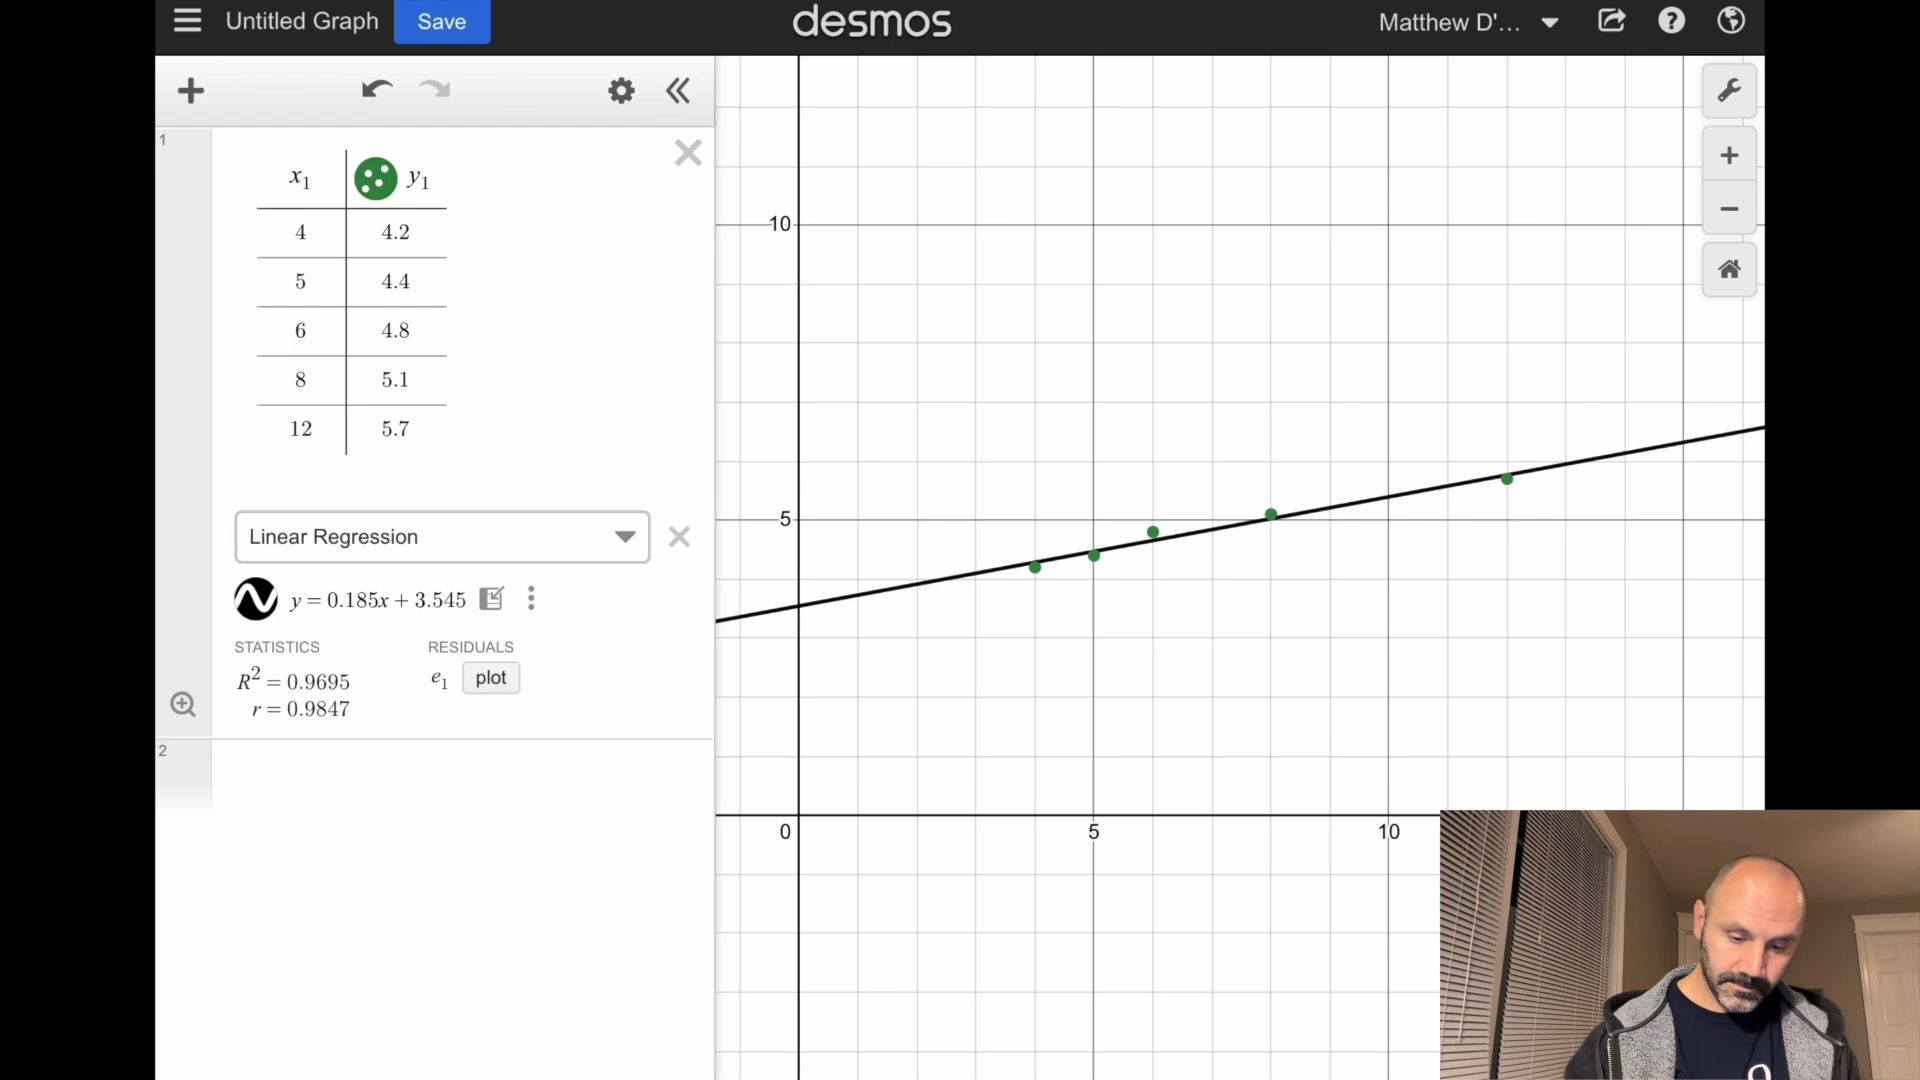 Untitled Graph Save desmos Matthew D'...
1
x₁ y₁
4 4.2
5 4.4
6 4.8
8 5.1
12 5.7
Linear Regression
y = 0.185x + 3.545
STATISTICS RESIDUALS
R² = 0.9695 e₁ plot
r = 0.9847
2
10
5
0 5 10